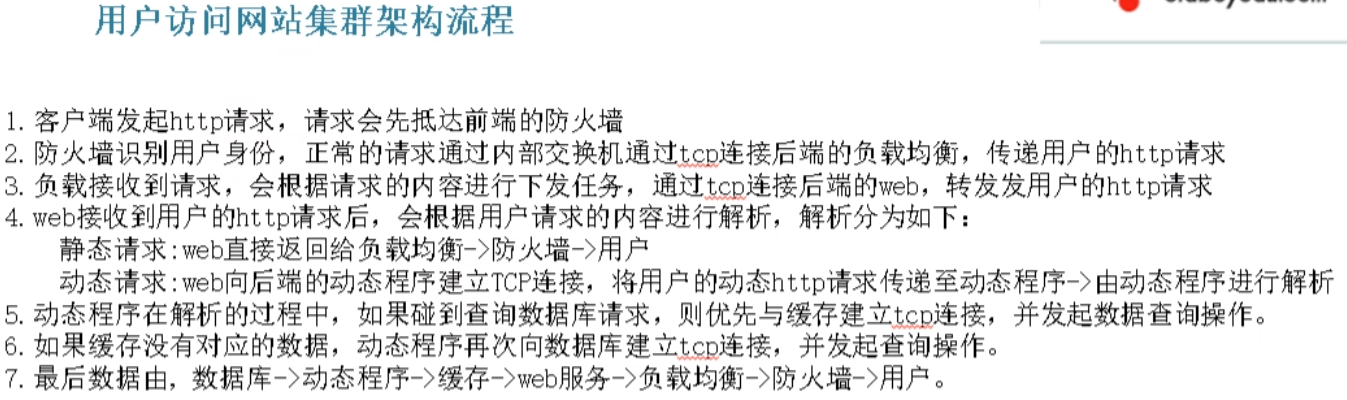 用户访问网站集群架构流程
1. 客户端发起http请求，请求会先抵达前端的防火墙
2. 防火墙识别用户身份，正常的请求通过内部交换机通过tcp连接后端的负载均衡，传递用户的http请求
3. 负载接收到请求，会根据请求的内容进行下发任务，通过tcp连接后端的web，转发发用户的http请求
4. web接收到用户的http请求后，会根据用户请求的内容进行解析，解析分为如下：
静态请求:web直接返回给负载均衡->防火墙->用户
动态请求:web向后端的动态程序建立TCP连接，将用户的动态http请求传递至动态程序->由动态程序进行解析
5. 动态程序在解析的过程中，如果碰到查询数据库请求，则优先与缓存建立tcp连接，并发起数据查询操作。
6. 如果缓存没有对应的数据，动态程序再次向数据库建立tcp连接，并发起查询操作。
7. 最后数据由，数据库->动态程序->缓存->web服务->负载均衡->防火墙->用户。